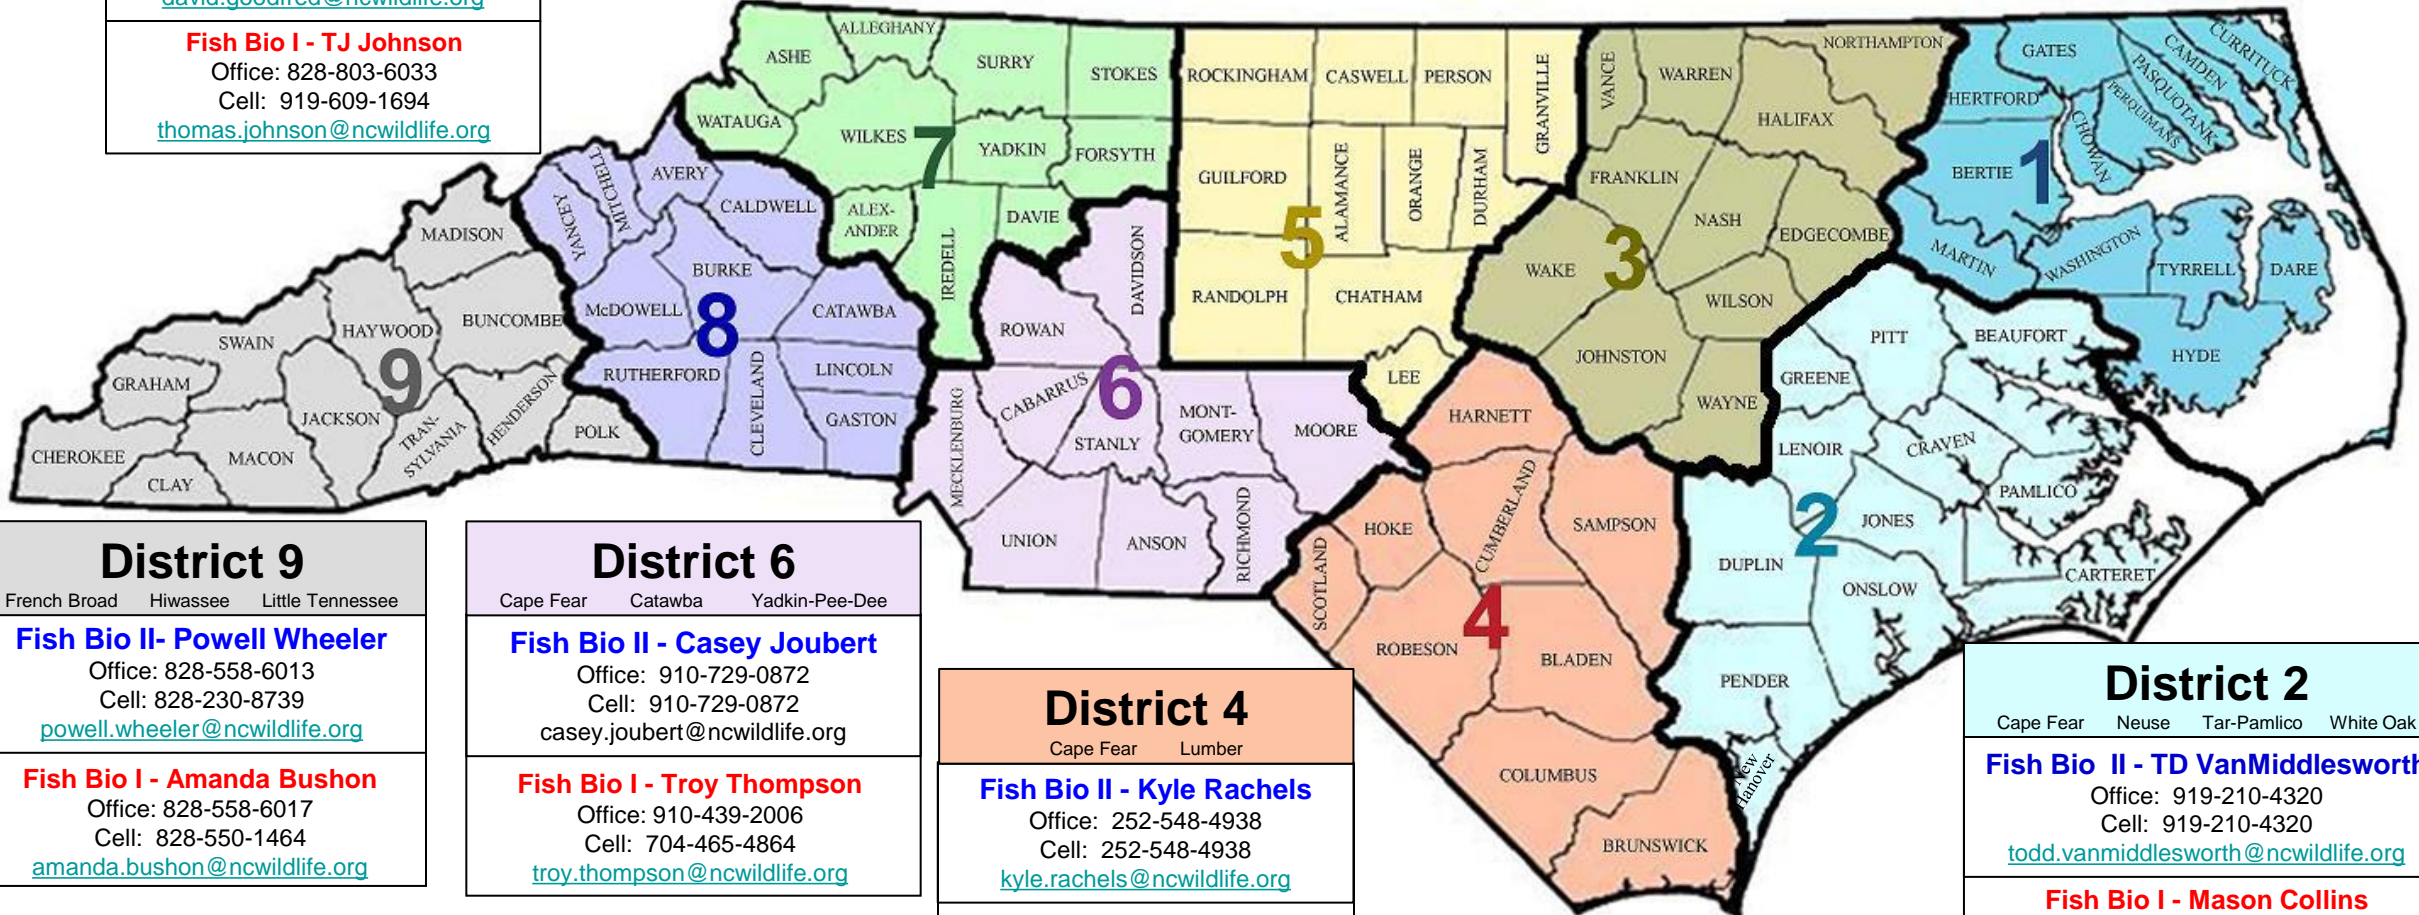 david.goodfred@ncwildlife.org
Fish Bio I - TJ Johnson
Office: 828-803-6033
Cell: 919-609-1694
thomas.johnson@ncwildlife.org
ASHE
ALLEGHANY
SURRY
STOKES
WATAUGA
WILKES
7
YADKIN
FORSYTH
ALEX-
ANDER
IREDELL
DAVIE
ROCKINGHAM
CASWELL
PERSON
GRANVILLE
GUILFORD
ALAMANCE
ORANGE
DURHAM
5
RANDOLPH
CHATHAM
LEE
VANCE
WARREN
NORTHAMPTON
HALIFAX
FRANKLIN
NASH
EDGECOMBE
WAKE
3
WILSON
JOHNSTON
WAYNE
GATES
CAMDEN
CURRITUCK
PASQUOTANK
PERQUIMANS
HERTFORD
CHOWAN
BERTIE
1
MARTIN
WASHINGTON
TYRRELL
DARE
HYDE
MITCHELL
AVERY
YANCEY
CALDWELL
BURKE
McDOWELL
8
CATAWBA
RUTHERFORD
CLEVELAND
LINCOLN
GASTON
MADISON
BUNCOMBE
HAYWOOD
SWAIN
9
GRAHAM
HENDERSON
JACKSON
TRAN-
SYLVANIA
POLK
CHEROKEE
MACON
CLAY
DAVIDSON
ROWAN
6
CABARRUS
MECKLENBURG
STANLY
MONT-
GOMERY
MOORE
UNION
ANSON
RICHMOND
HARNETT
CUMBERLAND
HOKE
SAMPSON
SCOTLAND
4
ROBESON
BLADEN
COLUMBUS
BRUNSWICK
PITT
BEAUFORT
GREENE
LENOIR
CRAVEN
PAMLICO
2
JONES
DUPLIN
ONSLOW
CARTERET
PENDER
New
Hanover
District 9
French Broad Hiwassee Little Tennessee
Fish Bio II- Powell Wheeler
Office: 828-558-6013
Cell: 828-230-8739
powell.wheeler@ncwildlife.org
Fish Bio I - Amanda Bushon
Office: 828-558-6017
Cell: 828-550-1464
amanda.bushon@ncwildlife.org
District 6
Cape Fear Catawba Yadkin-Pee-Dee
Fish Bio II - Casey Joubert
Office: 910-729-0872
Cell: 910-729-0872
casey.joubert@ncwildlife.org
Fish Bio I - Troy Thompson
Office: 910-439-2006
Cell: 704-465-4864
troy.thompson@ncwildlife.org
District 4
Cape Fear Lumber
Fish Bio II - Kyle Rachels
Office: 252-548-4938
Cell: 252-548-4938
kyle.rachels@ncwildlife.org
District 2
Cape Fear Neuse Tar-Pamlico White Oak
Fish Bio II - TD VanMiddlesworth
Office: 919-210-4320
Cell: 919-210-4320
todd.vanmiddlesworth@ncwildlife.org
Fish Bio I - Mason Collins